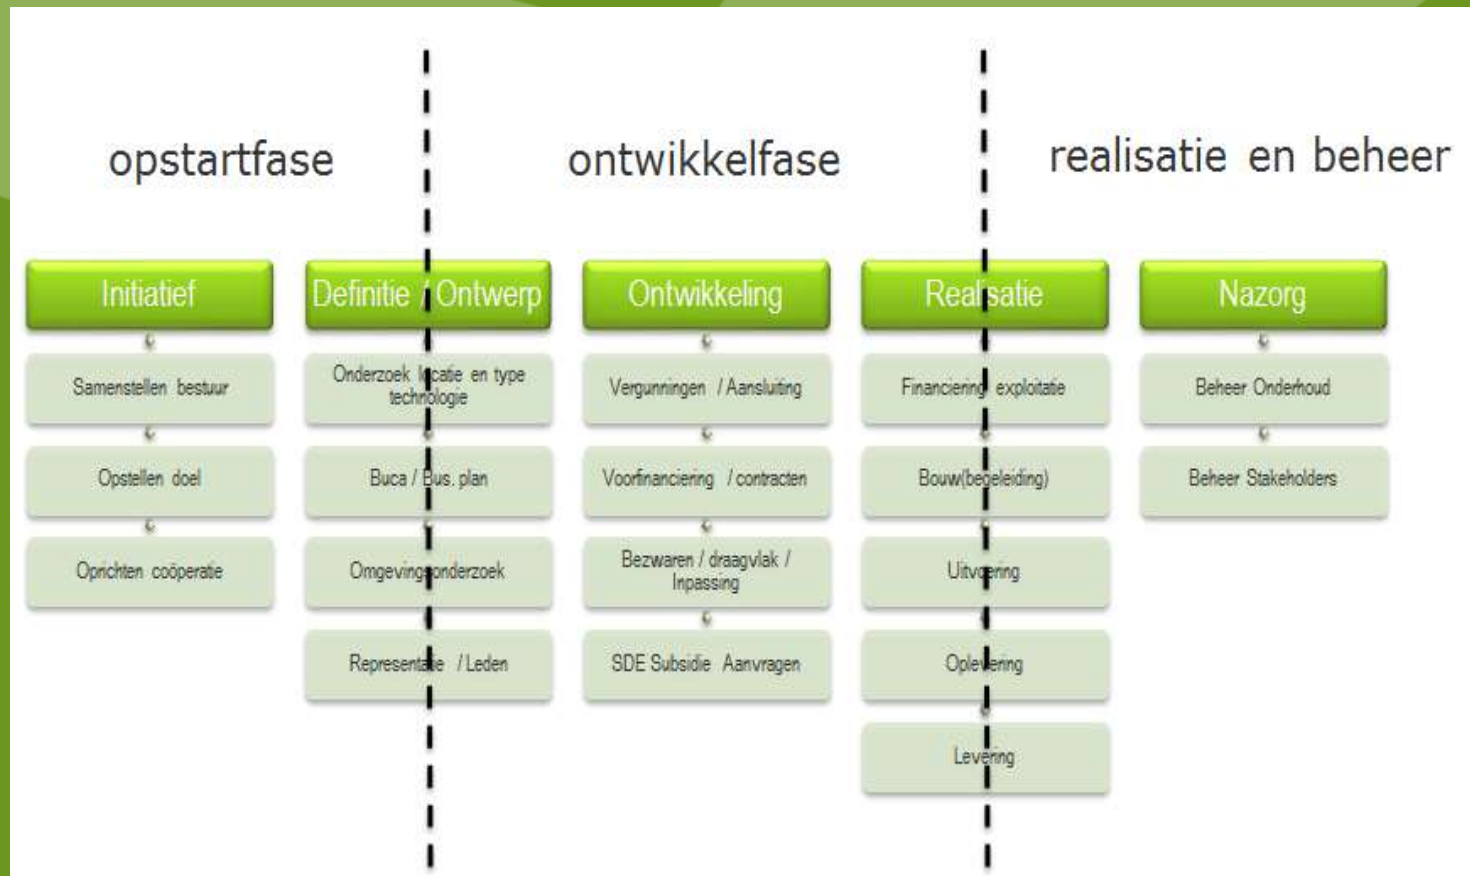 opstartfase
ontwikkelfase
realisatie en beheer
Initiatief
Samenstellen bestuur
Opstellen doel
Oprichten coöperatie
Definitie / Ontwerp
Onderzoek locatie en type
technologie
Buca / Bus. plan
Omgevingsonderzoek
Representatie / Leden
Ontwikkeling
Vergunningen / Aansluiting
Voorfinanciering / contracten
Bezwaren / draagvlak /
Inpassing
SDE Subsidie Aanvragen
Realisatie
Financiering exploitatie
Bouw(begeleiding)
Uitvoering
Oplevering
Levering
Nazorg
Beheer Onderhoud
Beheer Stakeholders